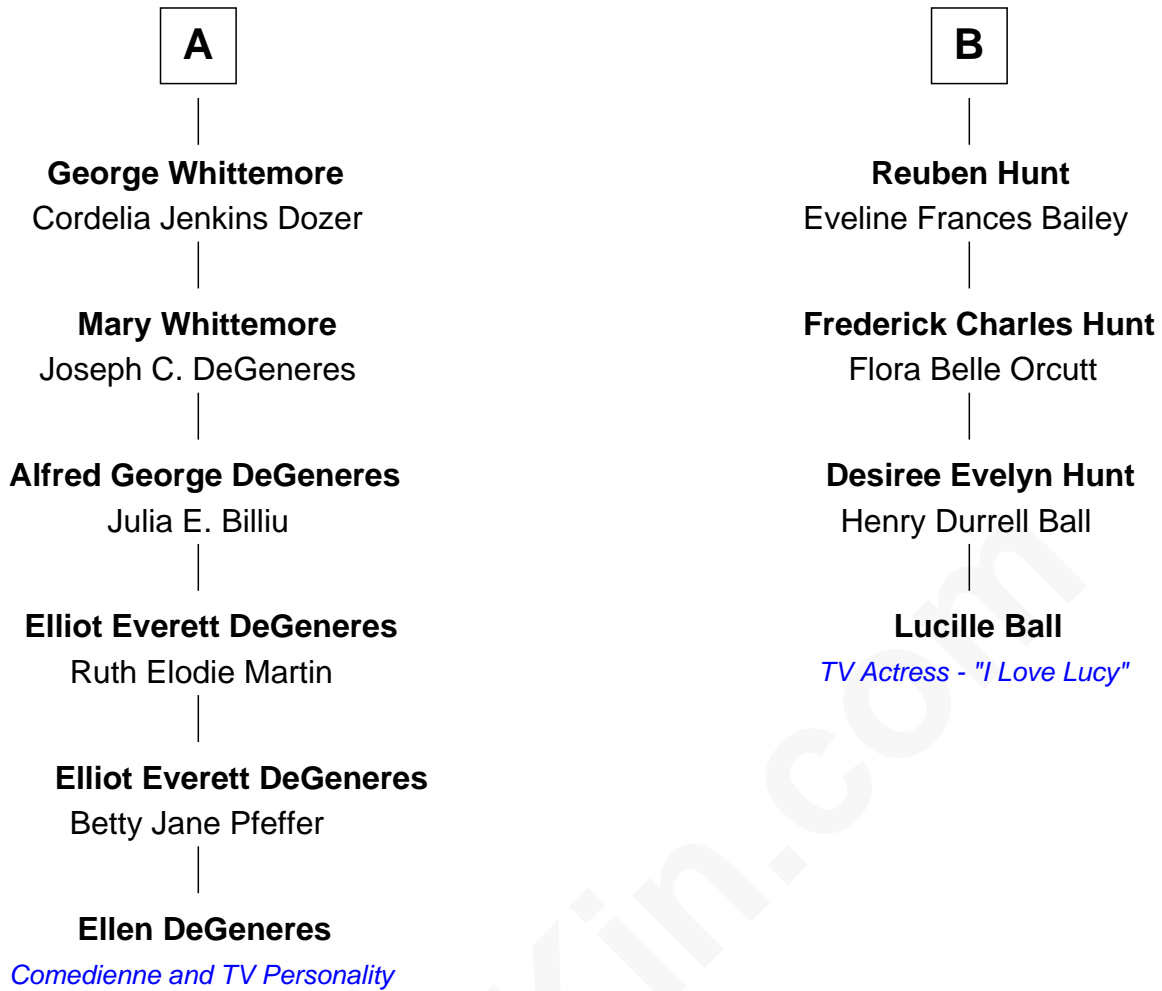 A
George Whittemore
Cordelia Jenkins Dozer
Mary Whittemore
Joseph C. DeGeneres
Alfred George DeGeneres
Julia E. Billiu
Elliot Everett DeGeneres
Ruth Elodie Martin
Elliot Everett DeGeneres
Betty Jane Pfeffer
Ellen DeGeneres
Comedienne and TV Personality
B
Reuben Hunt
Eveline Frances Bailey
Frederick Charles Hunt
Flora Belle Orcutt
Desiree Evelyn Hunt
Henry Durrell Ball
Lucille Ball
TV Actress - "I Love Lucy"
in.com